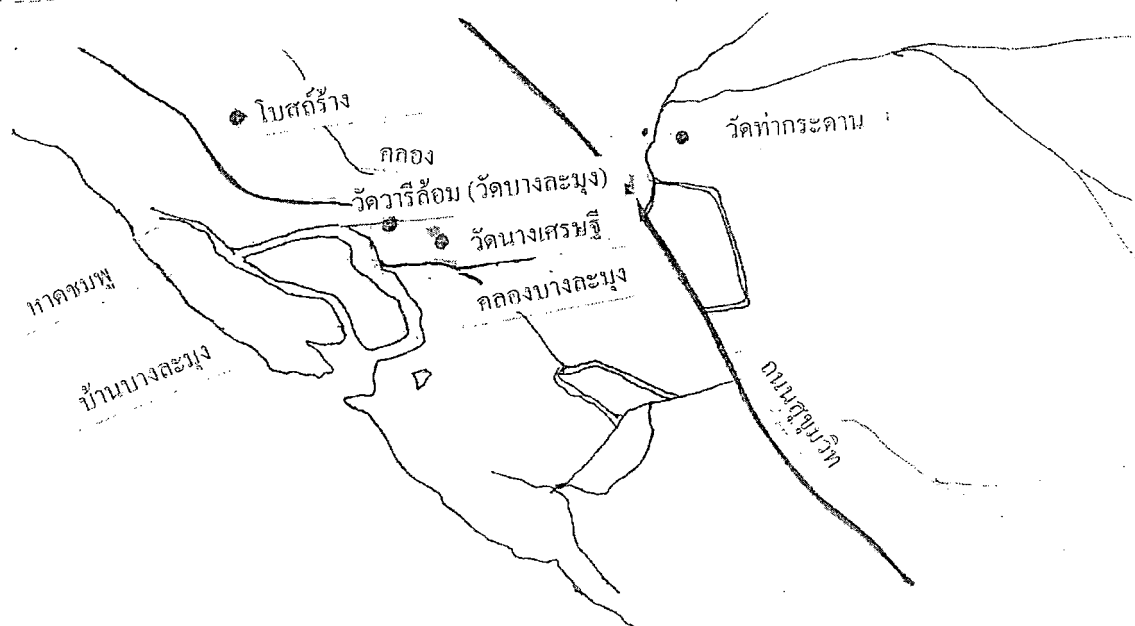 โบสถ์ร้าง
วัดท่ากระดาน
คลอง
วัดวารีล้อม (วัดบางละมุง)
วัดนางเศรษฐี
คลองบางละมุง
หาดชมพู
บ้านบางละมุง
ถนนสุขุมวิท